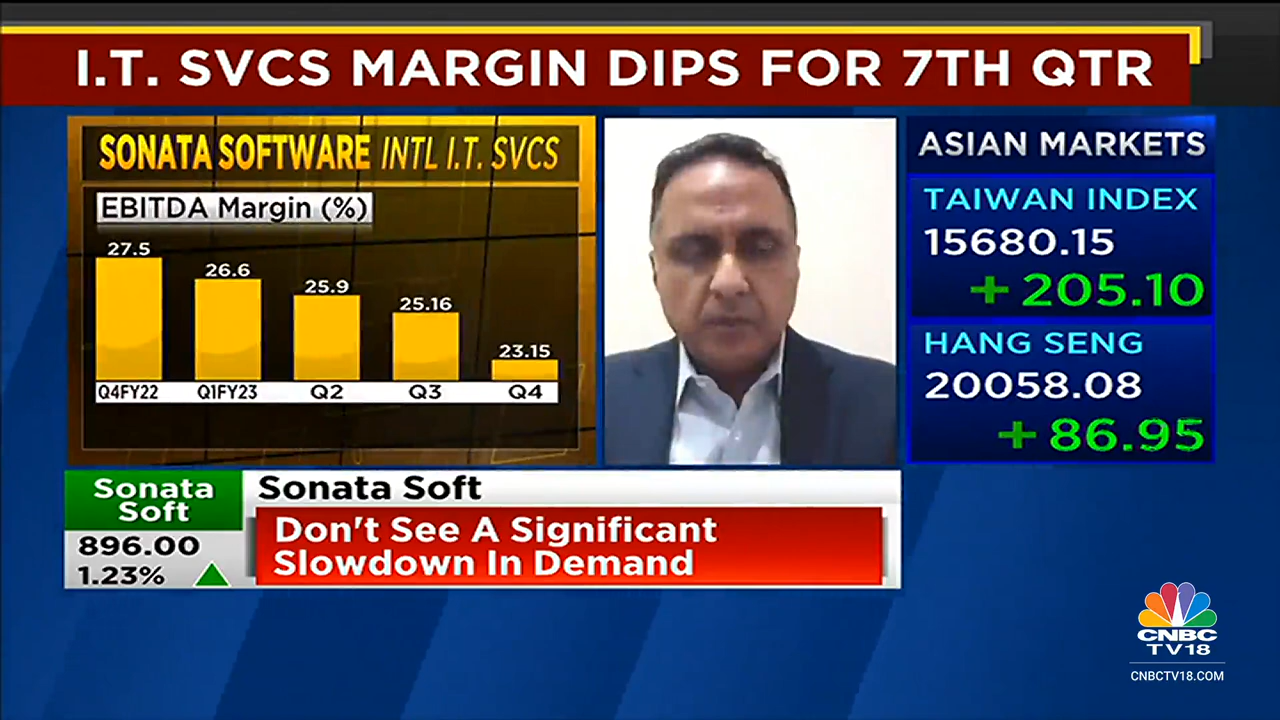 I.T. SVCS MARGIN DIPS FOR 7TH QTR
SONATA SOFTWARE INTL I.T. SVCS
EBITDA Margin (%)
27.5
26.6
25.9
25.16
23.15
Q4FY22 Q1FY23 Q2 Q3 Q4
ASIAN MARKETS
TAIWAN INDEX
15680.15
+ 205.10
HANG SENG
20058.08
+ 86.95
Sonata
Soft
896.00
1.23%
Sonata Soft
Don't See A Significant
Slowdown In Demand
CNBC
TV18
CNBCTV18.COM